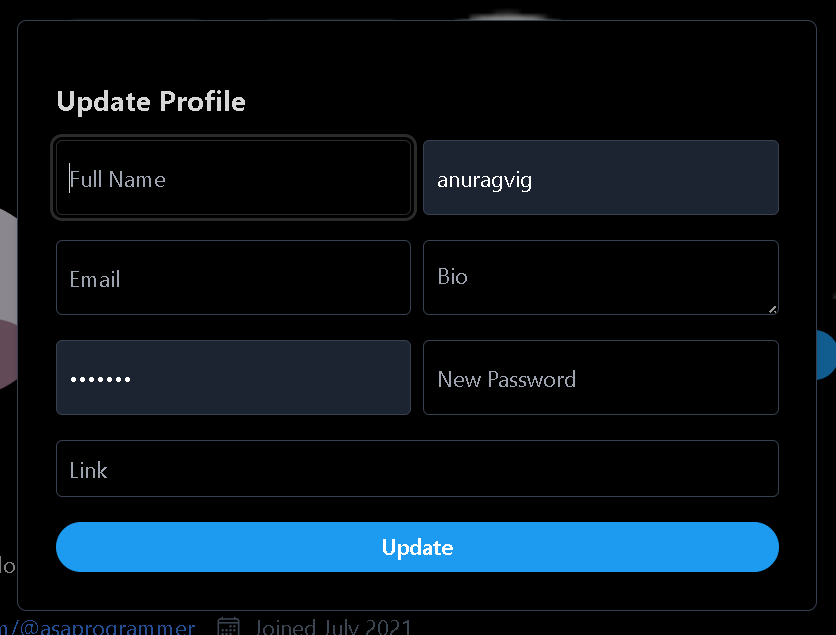 Update Profile
Full Name
anuragvig
Email
Bio
•••••••
New Password
Link
Update
lo
m/@asaprogrammer
Joined July 2021